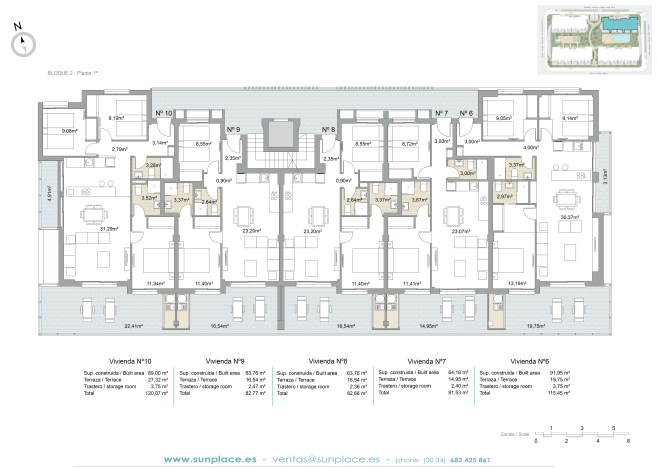 N
BLOQUE 2 - Planta 1ª
Nº 10
Nº 9
Nº 8
Nº 7
Nº 6
9,08m²
9,19m²
2,79m²
3,14m²
8,55m²
2,35m²
2,35m²
8,55m²
8,72m²
3,93m²
3,00m²
9,05m²
9,14m²
4,00m²
3,28m²
0,90m²
0,90m²
3,00m²
3,37m²
3,13m²
4,91m²
3,52m²
3,37m²
2,64m²
2,64m²
3,37m²
3,67m²
2,97m²
31,29m²
23,20m²
23,20m²
23,07m²
30,37m²
11,34m²
11,40m²
11,40m²
11,41m²
13,19m²
22,41m²
16,54m²
16,54m²
14,95m²
19,75m²
Vivienda Nº10
Sup. construida / Built area 89,00 m²
Terraza / Terrace 27,32 m²
Trastero / storage room 3,75 m²
Total 120,07 m²
Vivienda Nº9
Sup. construida / Built area 63,76 m²
Terraza / Terrace 16,54 m²
Trastero / storage room 2,47 m²
Total 82,77 m²
Vivienda Nº8
Sup. construida / Built area 63,76 m²
Terraza / Terrace 16,54 m²
Trastero / storage room 2,36 m²
Total 82,66 m²
Vivienda Nº7
Sup. construida / Built area 64,18 m²
Terraza / Terrace 14,95 m²
Trastero / storage room 2,40 m²
Total 81,53 m²
Vivienda Nº6
Sup. construida / Built area 91,95 m²
Terraza / Terrace 19,75 m²
Trastero / storage room 3,75 m²
Total 115,45 m²
Escala / Scale
1 3 5
0 2 4 6
www.sunplace.es - ventas@sunplace.es - phone: [00 34] 682 425 861